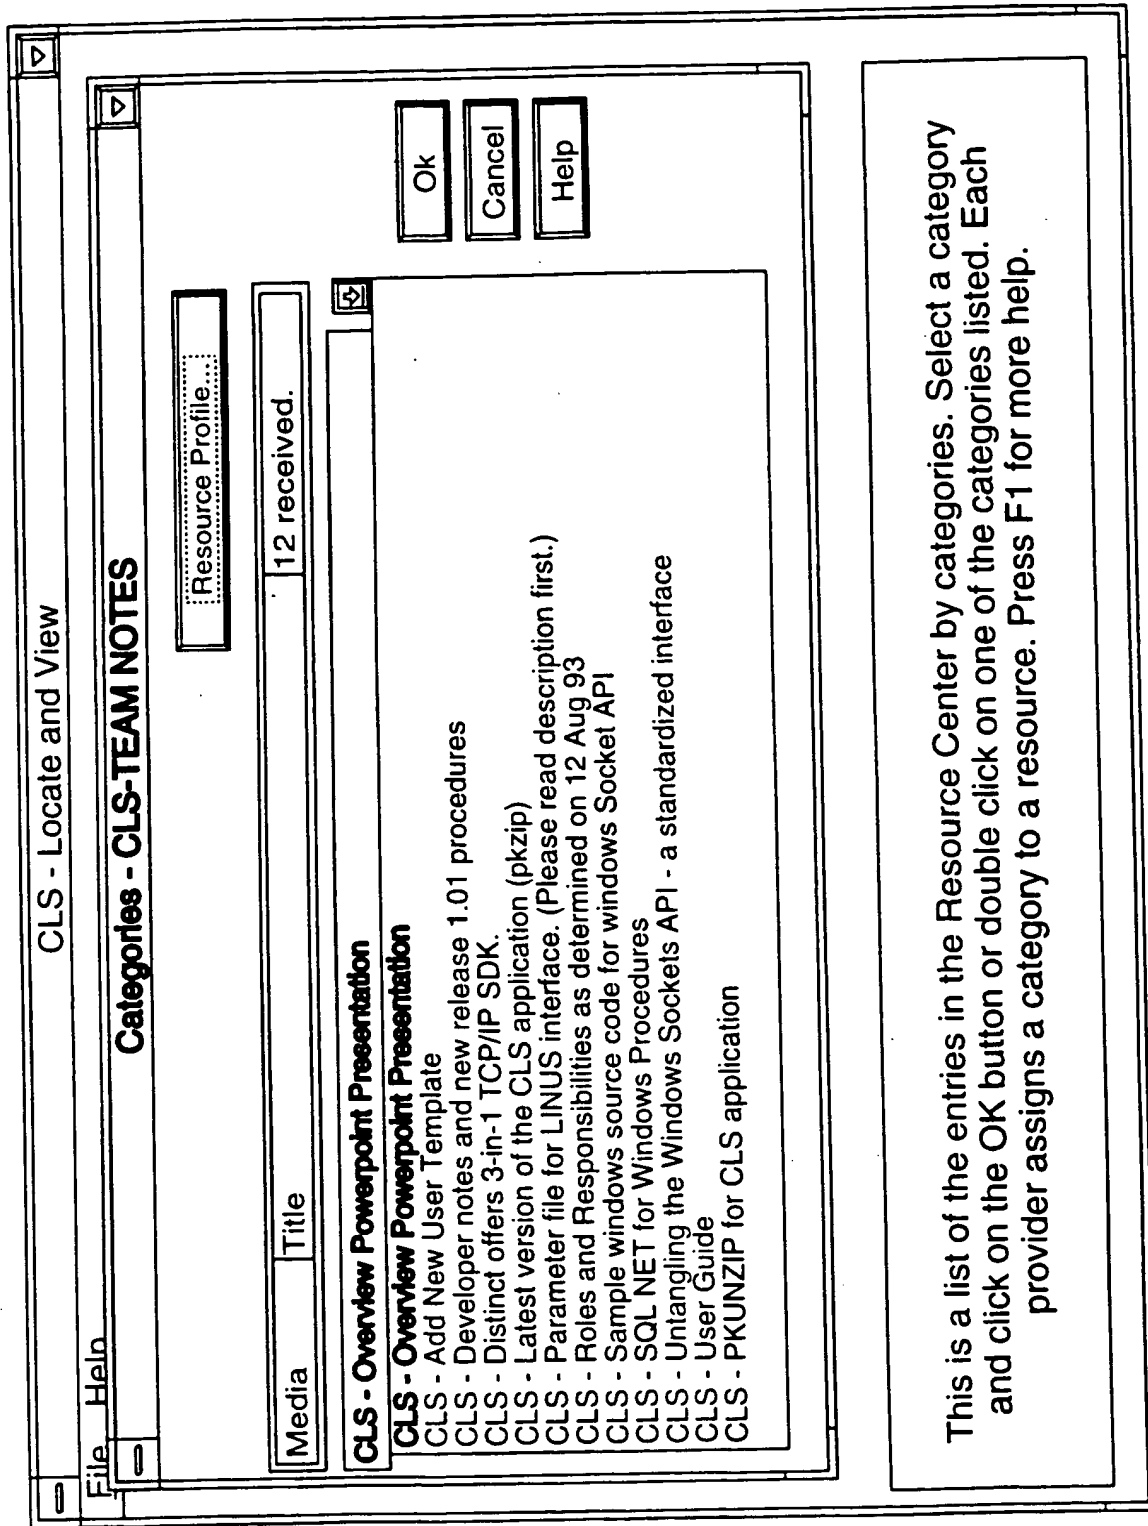 CLS - Locate and View
File Help
Categories - CLS-TEAM NOTES
Resource Profile...
Media
Title
12 received.
CLS - Overview Powerpoint Presentation
CLS - Overview Powerpoint Presentation
CLS - Add New User Template
CLS - Developer notes and new release 1.01 procedures
CLS - Distinct offers 3-in-1 TCP/IP SDK.
CLS - Latest version of the CLS application (pkzip)
CLS - Parameter file for LINUS interface. (Please read description first.)
CLS - Roles and Responsibilities as determined on 12 Aug 93
CLS - Sample windows source code for windows Socket API
CLS - SQL NET for Windows Procedures
CLS - Untangling the Windows Sockets API - a standardized interface
CLS - User Guide
CLS - PKUNZIP for CLS application
Ok
Cancel
Help
This is a list of the entries in the Resource Center by categories. Select a category
and click on the OK button or double click on one of the categories listed. Each
provider assigns a category to a resource. Press F1 for more help.